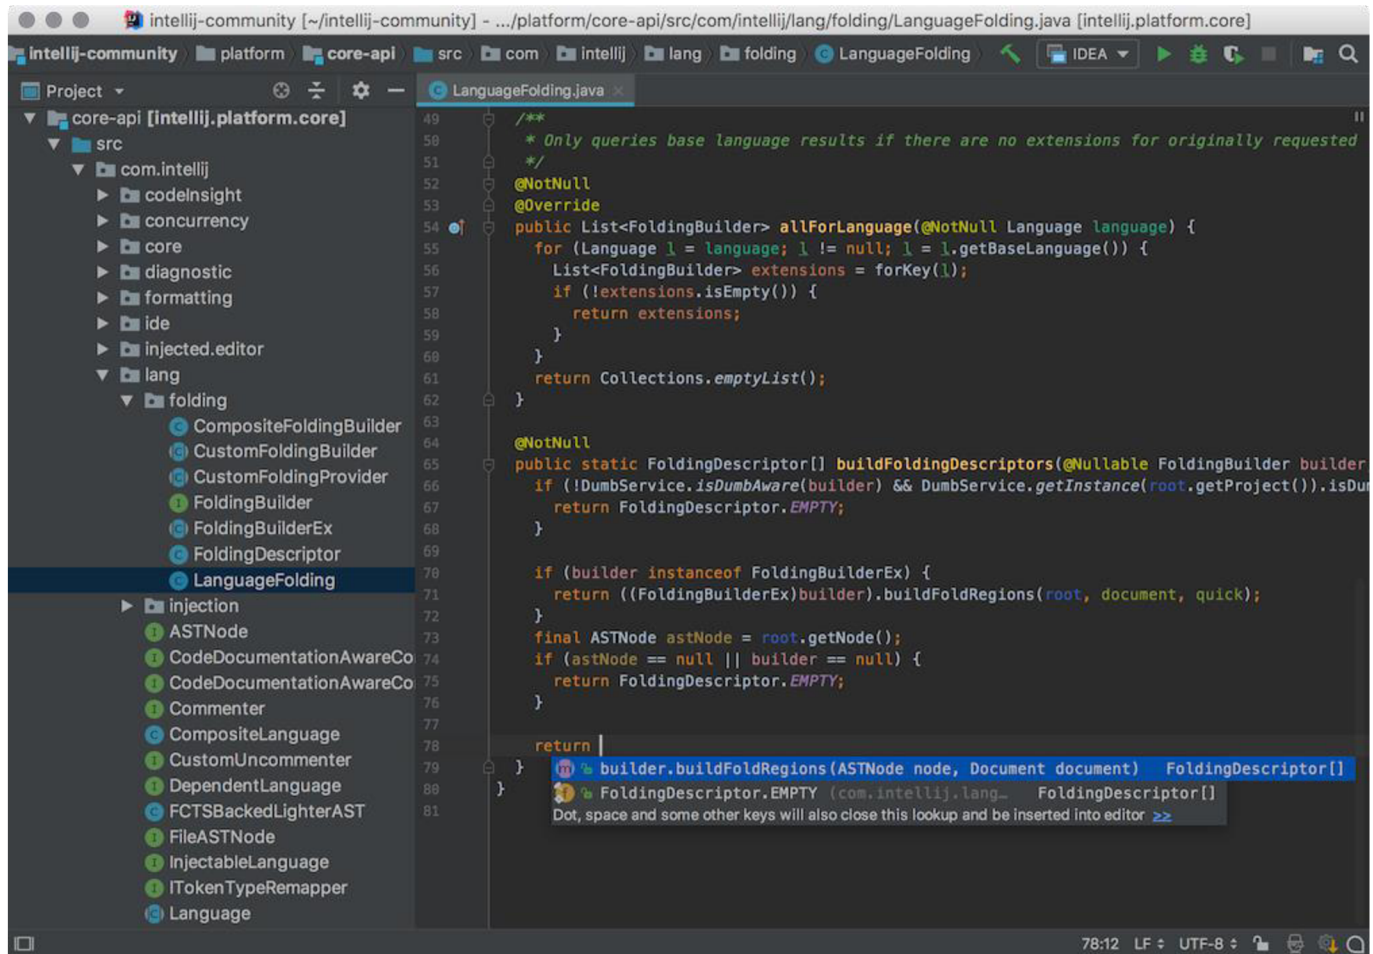 intellij-community [~/intellij-community] - .../platform/core-api/src/com/intellij/lang/folding/LanguageFolding.java [intellij.platform.core]
intellij-community platform core-api src com intellij lang folding LanguageFolding IDEA
Project
LanguageFolding.java
core-api [intellij.platform.core]
src
com.intellij
codeInsight
concurrency
core
diagnostic
formatting
ide
injected.editor
lang
folding
CompositeFoldingBuilder
CustomFoldingBuilder
CustomFoldingProvider
FoldingBuilder
FoldingBuilderEx
FoldingDescriptor
LanguageFolding
injection
ASTNode
CodeDocumentationAwareCo
CodeDocumentationAwareCo
Commenter
CompositeLanguage
CustomUncommenter
DependentLanguage
FCTSBackedLighterAST
FileASTNode
InjectableLanguage
ITokenTypeRemapper
Language
49 /**
50 * Only queries base language results if there are no extensions for originally requested
51 */
52 @NotNull
53 @Override
54 public List<FoldingBuilder> allForLanguage(@NotNull Language language) {
55 for (Language l = language; l != null; l = l.getBaseLanguage()) {
56 List<FoldingBuilder> extensions = forKey(l);
57 if (!extensions.isEmpty()) {
58 return extensions;
59 }
60 }
61 return Collections.emptyList();
62 }
63
64 @NotNull
65 public static FoldingDescriptor[] buildFoldingDescriptors(@Nullable FoldingBuilder builder
66 if (!DumbService.isDumbAware(builder) && DumbService.getInstance(root.getProject()).isDum
67 return FoldingDescriptor.EMPTY;
68 }
69
70 if (builder instanceof FoldingBuilderEx) {
71 return ((FoldingBuilderEx)builder).buildFoldRegions(root, document, quick);
72 }
73 final ASTNode astNode = root.getNode();
74 if (astNode == null || builder == null) {
75 return FoldingDescriptor.EMPTY;
76 }
77
78 return
79 }
80 }
81
builder.buildFoldRegions(ASTNode node, Document document) FoldingDescriptor[]
FoldingDescriptor.EMPTY (com.intellij.lang… FoldingDescriptor[]
Dot, space and some other keys will also close this lookup and be inserted into editor >>
78:12 LF UTF-8